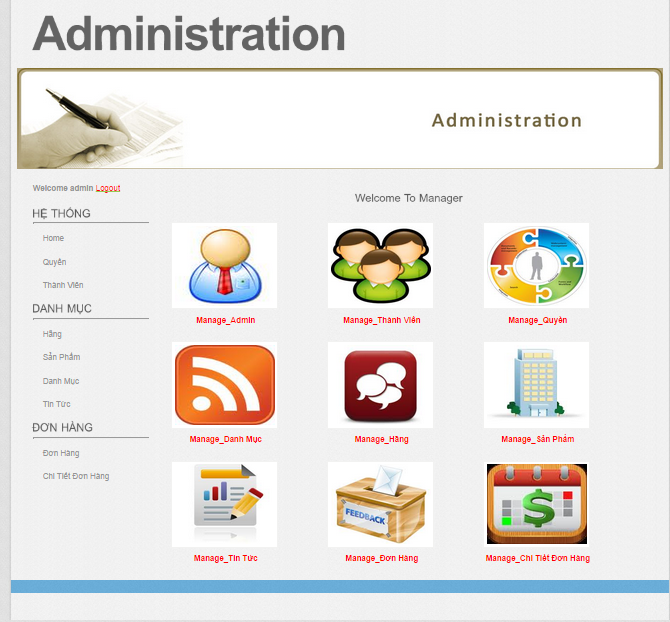 Administration
Administration
Welcome admin Logout
Welcome To Manager
HỆ THỐNG
Home
Quyền
Thành Viên
DANH MỤC
Hãng
Sản Phẩm
Danh Mục
Tin Tức
ĐƠN HÀNG
Đơn Hàng
Chi Tiết Đơn Hàng
Manage_Admin
Manage_Thành Viên
Manage_Quyền
Manage_Danh Mục
Manage_Hãng
Manage_Sản Phẩm
FEEDBACK
Manage_Tin Tức
Manage_Đơn Hàng
Manage_Chi Tiết Đơn Hàng